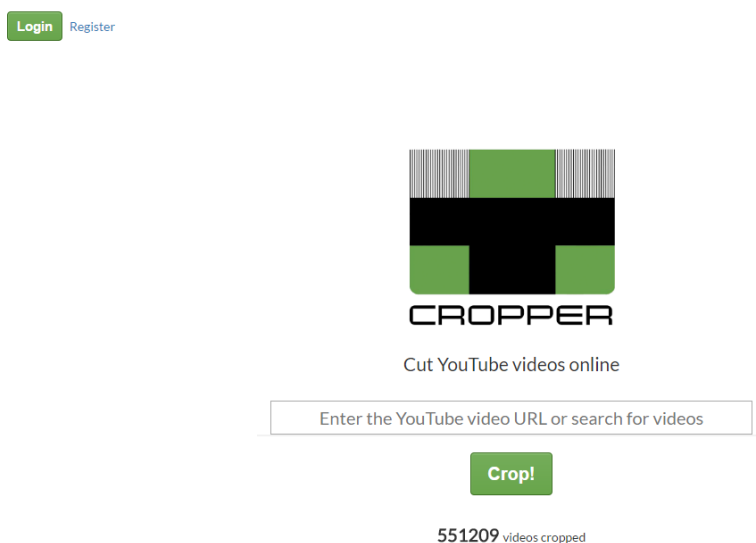 Login Register
CROPPER
Cut YouTube videos online
Enter the YouTube video URL or search for videos
Crop!
551209 videos cropped